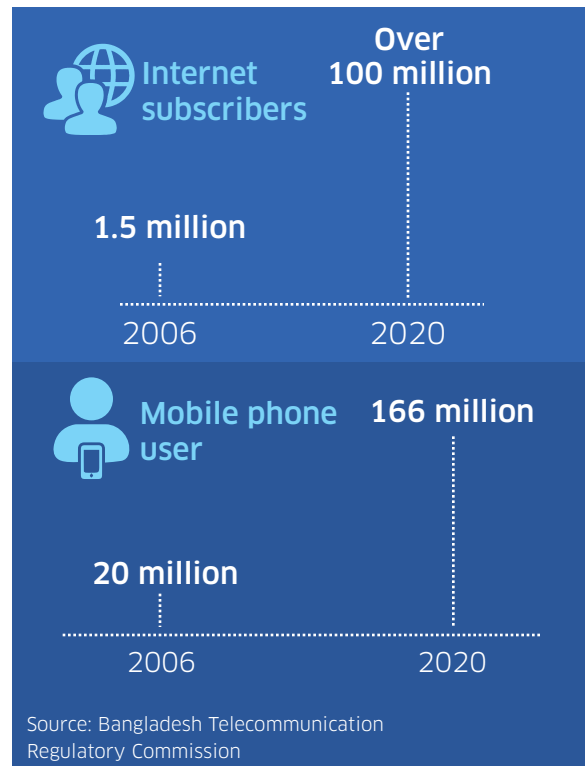 Internet
subscribers
Over
100 million
1.5 million
2006
2020
Mobile phone
user
166 million
20 million
2006
2020
Source: Bangladesh Telecommunication
Regulatory Commission